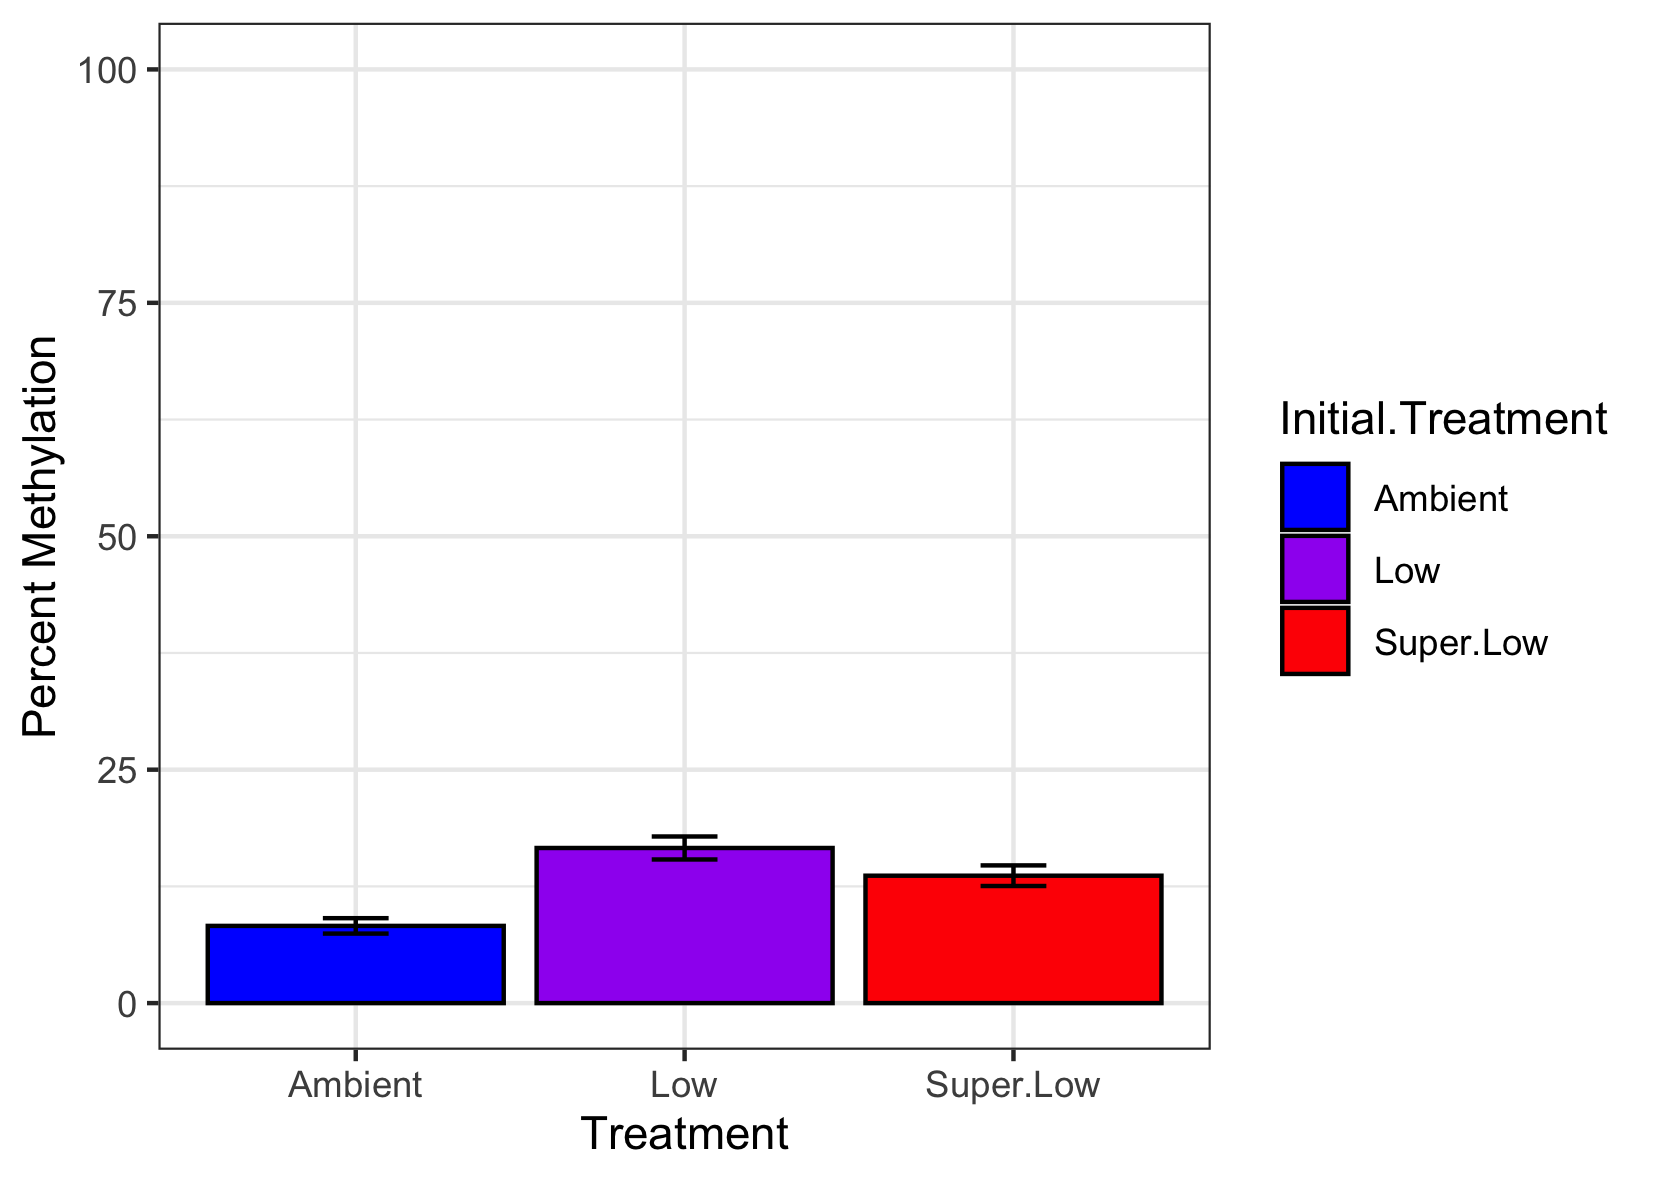 Percent Methylation
100
75
50
25
0
Ambient
Low
Super.Low
Treatment
Initial.Treatment
Ambient
Low
Super.Low